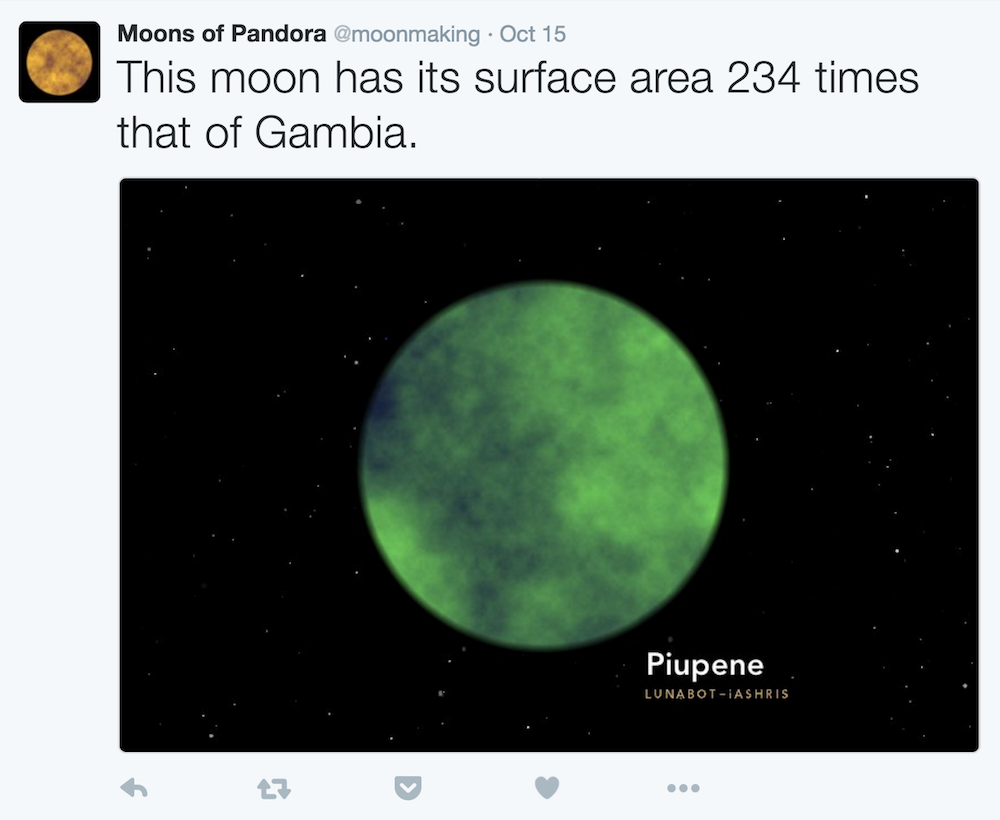 Moons of Pandora @moonmaking · Oct 15
This moon has its surface area 234 times
that of Gambia.
Piupene
LUNABOT-iASHRIS